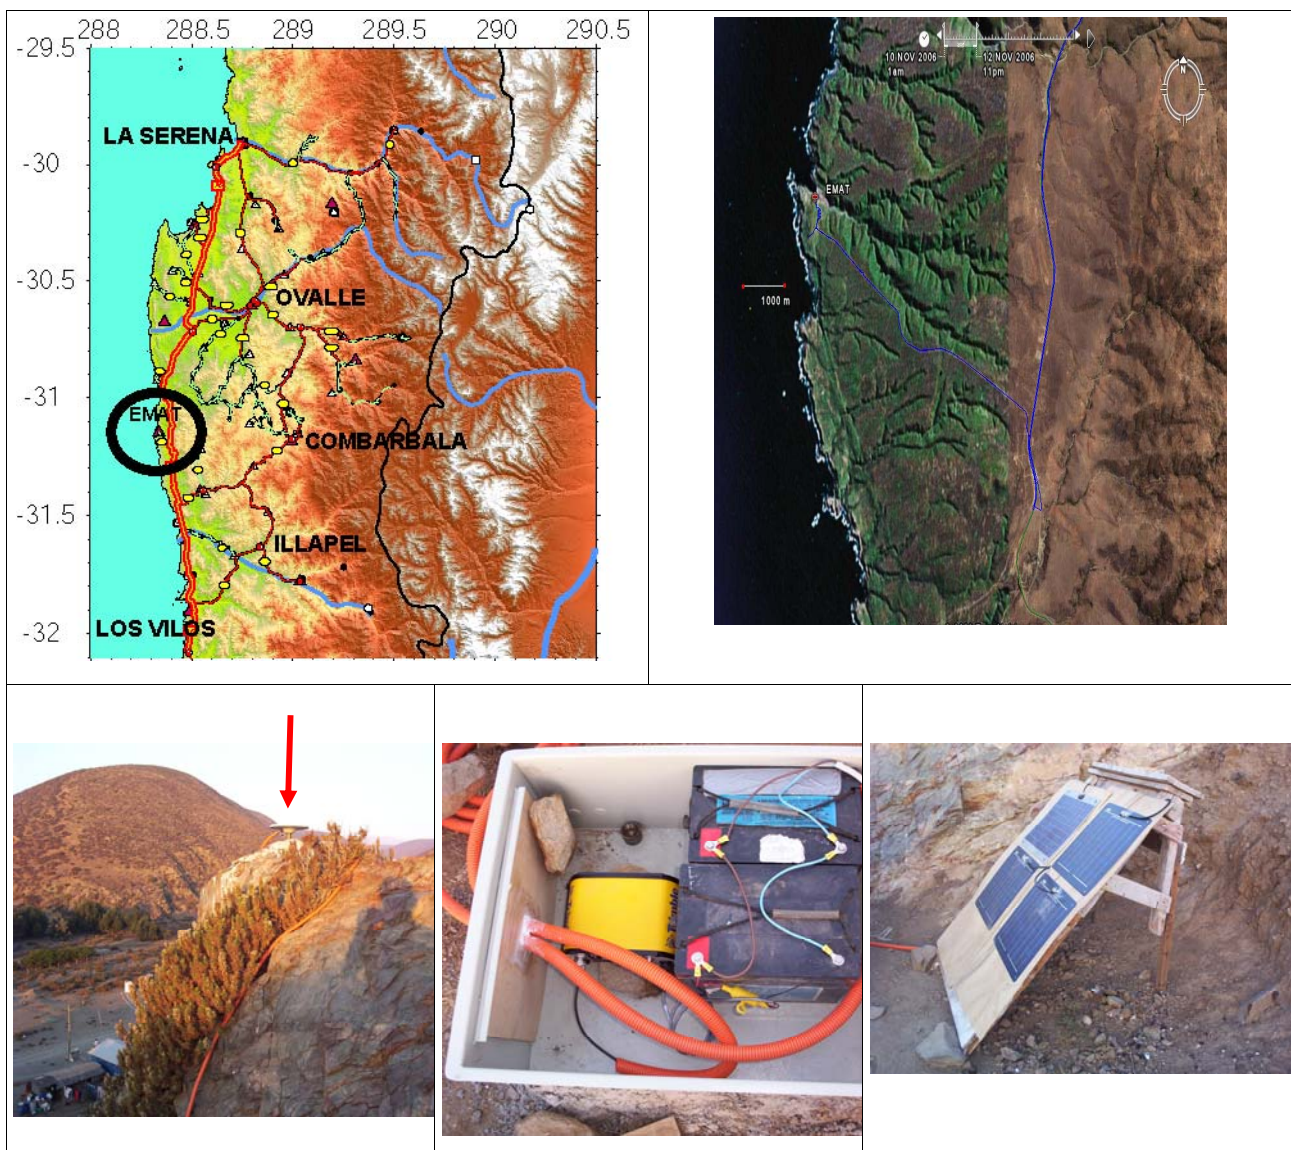 288 288.5 289 289.5 290 290.5
-29.5
LA SERENA
-30
-30.5
OVALLE
-31
EMAT
COMBARBALA
-31.5
ILLAPEL
LOS VILOS
-32
10 NOV 2006
1am
12 NOV 2006
11pm
N
EMAT
1000 m
Trimble